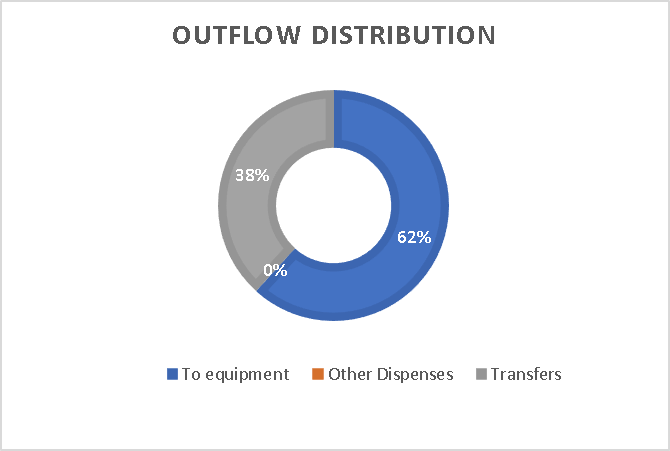 OUTFLOW DISTRIBUTION
38%
62%
0%
To equipment Other Dispenses Transfers